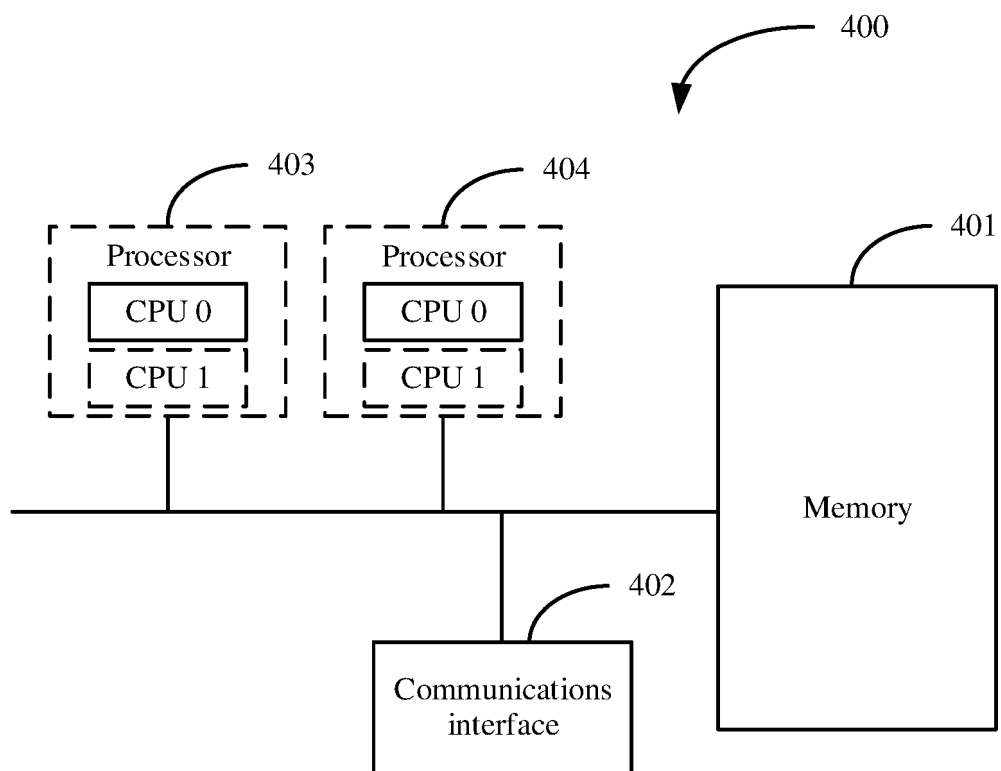 400
403
404
Processor
CPU 0
CPU 1
Processor
CPU 0
CPU 1
401
Memory
402
Communications
interface